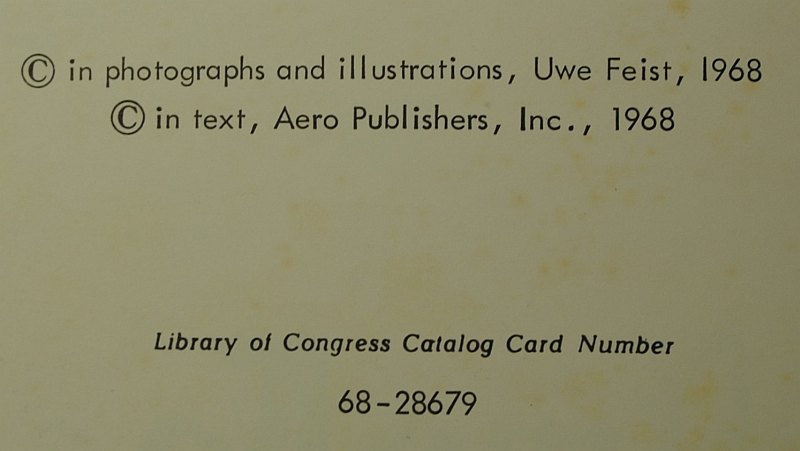 © in photographs and illustrations, Uwe Feist, 1968
© in text, Aero Publishers, Inc., 1968
Library of Congress Catalog Card Number
68-28679